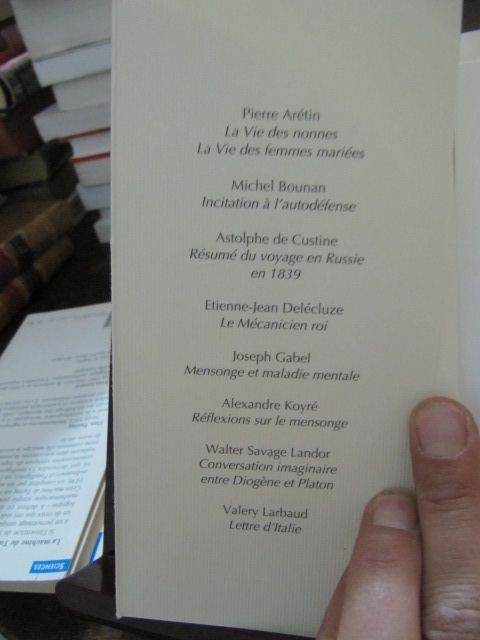 Pierre Arétin
La Vie des nonnes
La Vie des femmes mariées
Michel Bounan
Incitation à l'autodéfense
Astolphe de Custine
Résumé du voyage en Russie
en 1839
Etienne-Jean Delécluze
Le Mécanicien roi
Joseph Gabel
Mensonge et maladie mentale
Alexandre Koyré
Réflexions sur le mensonge
Walter Savage Landor
Conversation imaginaire
entre Diogène et Platon
Valery Larbaud
Lettre d'Italie
SCIENCES